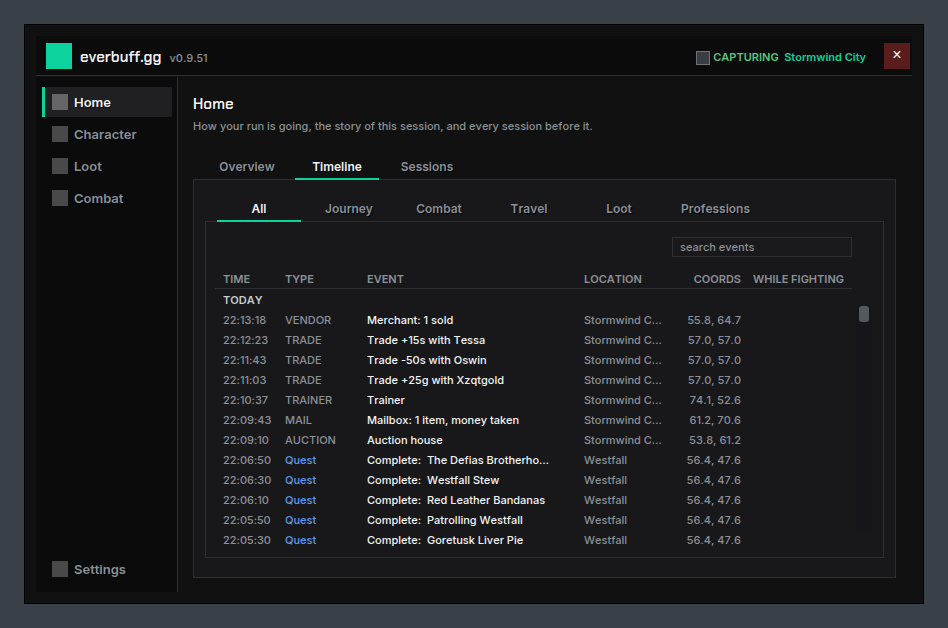 everbuff.gg v0.9.51
CAPTURING Stormwind City ×
Home
Character
Loot
Combat
Settings
Home
How your run is going, the story of this session, and every session before it.
Overview Timeline Sessions
All Journey Combat Travel Loot Professions
search events
TIME TYPE EVENT LOCATION COORDS WHILE FIGHTING
TODAY
22:13:18 VENDOR Merchant: 1 sold Stormwind C... 55.8, 64.7
22:12:23 TRADE Trade +15s with Tessa Stormwind C... 57.0, 57.0
22:11:43 TRADE Trade -50s with Oswin Stormwind C... 57.0, 57.0
22:11:03 TRADE Trade +25g with Xzqtgold Stormwind C... 57.0, 57.0
22:10:37 TRAINER Trainer Stormwind C... 74.1, 52.6
22:09:43 MAIL Mailbox: 1 item, money taken Stormwind C... 61.2, 70.6
22:09:10 AUCTION Auction house Stormwind C... 53.8, 61.2
22:06:50 Quest Complete: The Defias Brotherho... Westfall 56.4, 47.6
22:06:30 Quest Complete: Westfall Stew Westfall 56.4, 47.6
22:06:10 Quest Complete: Red Leather Bandanas Westfall 56.4, 47.6
22:05:50 Quest Complete: Patrolling Westfall Westfall 56.4, 47.6
22:05:30 Quest Complete: Goretusk Liver Pie Westfall 56.4, 47.6